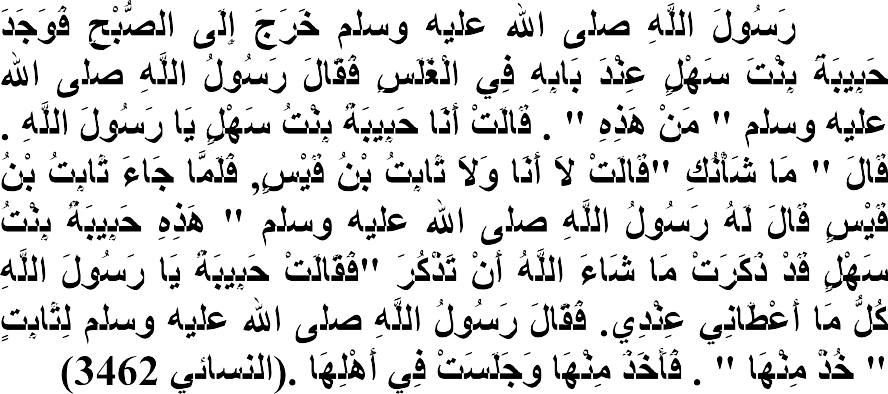 رَسُولَ اللَّهِ صلى الله عليه وسلم خَرَجَ إِلَى الصُّبْحِ فَوَجَدَ
حَبِيبَةَ بِنْتَ سَهْلٍ عِنْدَ بَابِهِ فِي الْغَلَسِ فَقَالَ رَسُولُ اللَّهِ صلى الله
عليه وسلم " مَنْ هَذِهِ " . قَالَتْ أَنَا حَبِيبَةُ بِنْتُ سَهْلٍ يَا رَسُولَ اللَّهِ .
قَالَ " مَا شَأْنُكِ "قَالَتْ لاَ أَنَا وَلاَ ثَابِتُ بْنُ قَيْسٍ, فَلَمَّا جَاءَ ثَابِتُ بْنُ
قَيْسٍ قَالَ لَهُ رَسُولُ اللَّهِ صلى الله عليه وسلم " هَذِهِ حَبِيبَةُ بِنْتُ
سَهْلٍ قَدْ ذَكَرَتْ مَا شَاءَ اللَّهُ أَنْ تَذْكُرَ "فَقَالَتْ حَبِيبَةُ يَا رَسُولَ اللَّهِ
كُلُّ مَا أَعْطَانِي عِنْدِي. فَقَالَ رَسُولُ اللَّهِ صلى الله عليه وسلم لِثَابِتٍ
" خُذْ مِنْهَا " . فَأَخَذَ مِنْهَا وَجَلَسَتْ فِي أَهْلِهَا .(النسائي 3462)